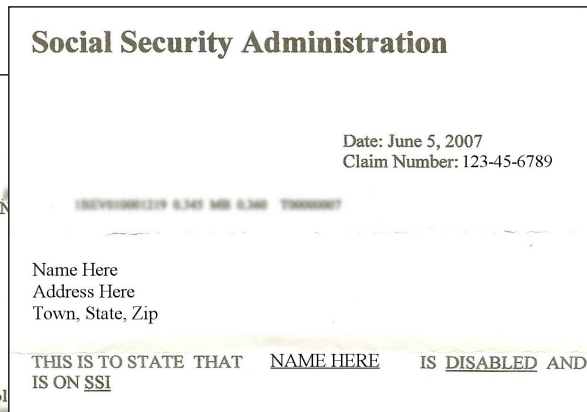 Social Security Administration
Date: June 5, 2007
Claim Number: 123-45-6789
Name Here
Address Here
Town, State, Zip
THIS IS TO STATE THAT NAME HERE IS DISABLED AND
IS ON SSI